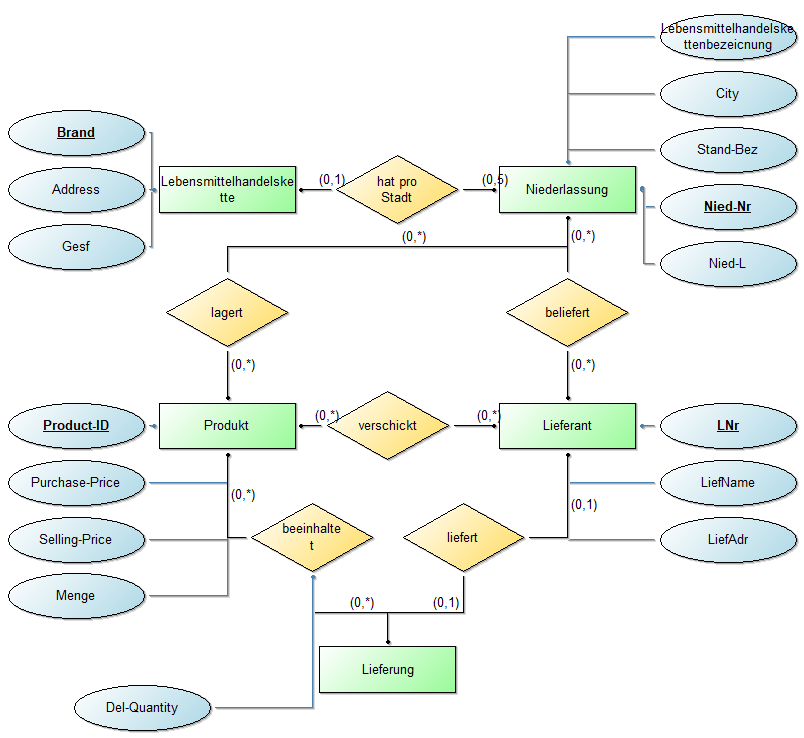 Lebensmittelhandelske
ttenbezeicnung
City
Brand
Stand-Bez
Address
Lebensmittelhandelske
tte
(0,1)
hat pro
Stadt
(0,5)
Niederlassung
Nied-Nr
Gesf
Nied-L
(0,*)
(0,*)
lagert
beliefert
(0,*)
(0,*)
Product-ID
Produkt
(0,*)
verschickt
(0,*)
Lieferant
LNr
Purchase-Price
(0,*)
LiefName
(0,1)
Selling-Price
beeinhalte
t
liefert
LiefAdr
Menge
(0,*)
(0,1)
Lieferung
Del-Quantity